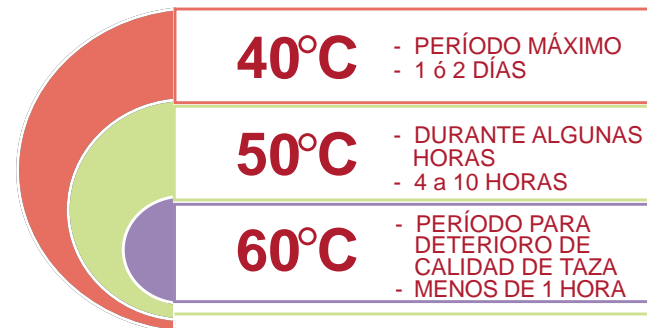 40°C
- PERÍODO MÁXIMO
- 1 ó 2 DÍAS
50°C
- DURANTE ALGUNAS
HORAS
- 4 a 10 HORAS
60°C
- PERÍODO PARA
DETERIORO DE
CALIDAD DE TAZA
- MENOS DE 1 HORA